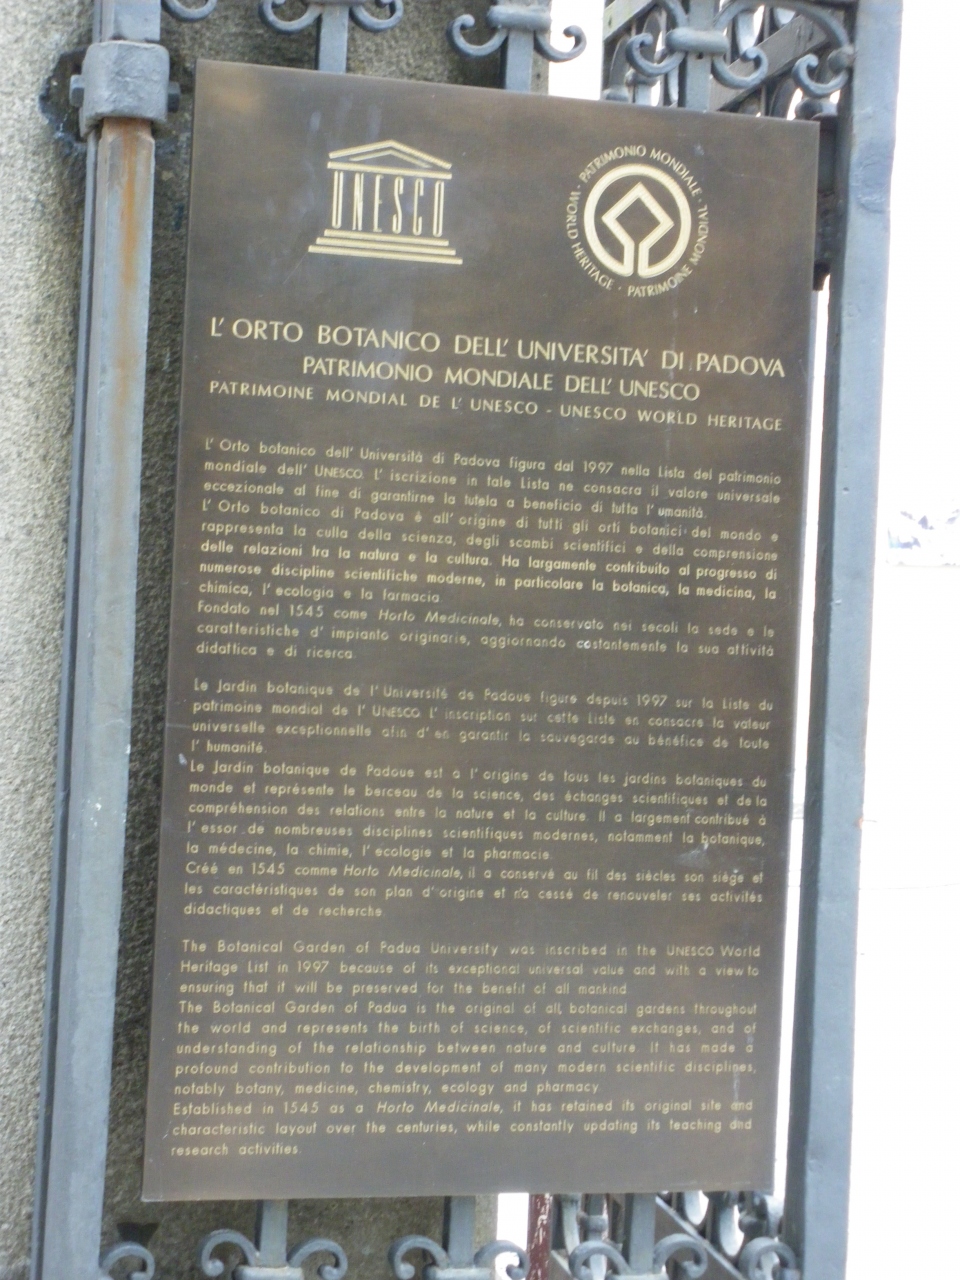 UNESCO
WORLD HERITAGE · PATRIMONIO MONDIALE · PATRIMOINE MONDIAL
L' ORTO BOTANICO DELL' UNIVERSITA' DI PADOVA
PATRIMONIO MONDIALE DELL' UNESCO
PATRIMOINE MONDIAL DE L' UNESCO - UNESCO WORLD HERITAGE
L' Orto botanico dell' Università di Padova figura dal 1997 nella Lista del patrimonio
mondiale dell' UNESCO. L' iscrizione in tale Lista ne consacra il valore universale
eccezionale al fine di garantirne la tutela a beneficio di tutta l' umanità.
L' Orto botanico di Padova è all' origine di tutti gli orti botanici del mondo e
rappresenta la culla della scienza, degli scambi scientifici e della comprensione
delle relazioni tra la natura e la cultura. Ha largamente contribuito al progresso di
numerose discipline scientifiche moderne, in particolare la botanica, la medicina, la
chimica, l' ecologia e la farmacia.
Fondato nel 1545 come Horto Medicinale, ha conservato nei secoli la sede e le
caratteristiche d' impianto originarie, aggiornando costantemente la sua attività
didattica e di ricerca.
Le Jardin botanique de l' Université de Padoue figure depuis 1997 sur la Liste du
patrimoine mondial de l' UNESCO. L' inscription sur cette Liste en consacre la valeur
universelle exceptionnelle afin d' en garantir la sauvegarde au bénéfice de toute
l' humanité.
Le Jardin botanique de Padoue est à l' origine de tous les jardins botaniques du
monde et représente le berceau de la science, des échanges scientifiques et de la
compréhension des relations entre la nature et la culture. Il a largement contribué à
l' essor de nombreuses disciplines scientifiques modernes, notamment la botanique,
la médecine, la chimie, l' ecologie et la pharmacie.
Créé en 1545 comme Horto Medicinale, il a conservé au fil des siècles son siège et
les caractéristiques de son plan d' origine et n'a cessé de renouveler ses activités
didactiques et de recherche.
The Botanical Garden of Padua University was inscribed in the UNESCO World
Heritage List in 1997 because of its exceptional universal value and with a view to
ensuring that it will be preserved for the benefit of all mankind.
The Botanical Garden of Padua is the original of all botanical gardens throughout
the world and represents the birth of science, of scientific exchanges, and of
understanding of the relationship between nature and culture. It has made a
profound contribution to the development of many modern scientific disciplines,
notably botany, medicine, chemistry, ecology and pharmacy.
Established in 1545 as a Horto Medicinale, it has retained its original site and
characteristic layout over the centuries, while constantly updating its teaching and
research activities.